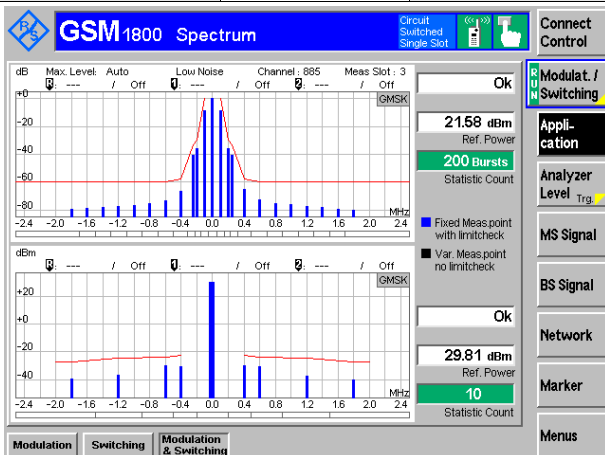 R S
GSM 1800 Spectrum
Circuit
Switched
Single Slot
Connect
Control
dB Max. Level: Auto Low Noise Channel : 885 Meas Slot : 3
R: --- / Off 1: --- / Off 2: --- / Off
GMSK
+0
-20
-40
-60
-80
MHz
-2.4 -2.0 -1.6 -1.2 -0.8 -0.4 0.0 0.4 0.8 1.2 1.6 2.0 2.4
Ok
21.58 dBm
Ref. Power
200 Bursts
Statistic Count
Fixed Meas.point
with limitcheck
Var. Meas.point
no limitcheck
dBm
R: --- / Off 1: --- / Off 2: --- / Off
GMSK
+20
+0
-20
-40
MHz
-2.4 -2.0 -1.6 -1.2 -0.8 -0.4 0.0 0.4 0.8 1.2 1.6 2.0 2.4
Ok
29.81 dBm
Ref. Power
10
Statistic Count
RUN
Modulat. /
Switching
Appli-
cation
Analyzer
Level Trg.
MS Signal
BS Signal
Network
Marker
Menus
Modulation
Switching
Modulation
& Switching